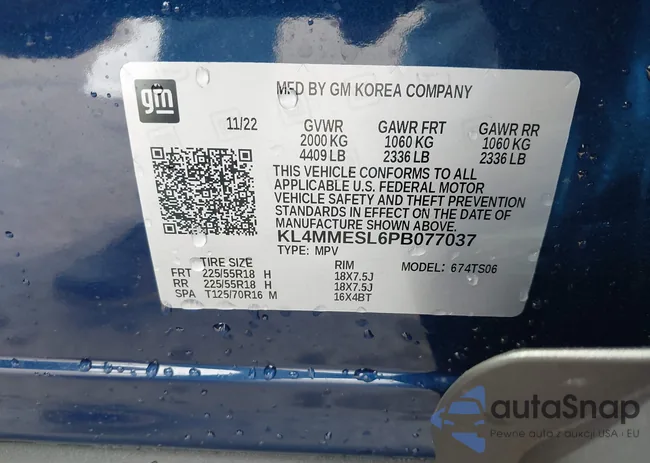 gm
MFD BY GM KOREA COMPANY
11/22 GVWR GAWR FRT GAWR RR
2000 KG 1060 KG 1060 KG
4409 LB 2336 LB 2336 LB
THIS VEHICLE CONFORMS TO ALL
APPLICABLE U.S. FEDERAL MOTOR
VEHICLE SAFETY AND THEFT PREVENTION
STANDARDS IN EFFECT ON THE DATE OF
MANUFACTURE SHOWN ABOVE.
KL4MMESL6PB077037
TYPE: MPV
TIRE SIZE RIM MODEL: 674TS06
FRT 225/55R18 H 18X7.5J
RR 225/55R18 H 18X7.5J
SPA T125/70R16 M 16X4BT
autoSnap
Pewne auta z aukcji USA i EU